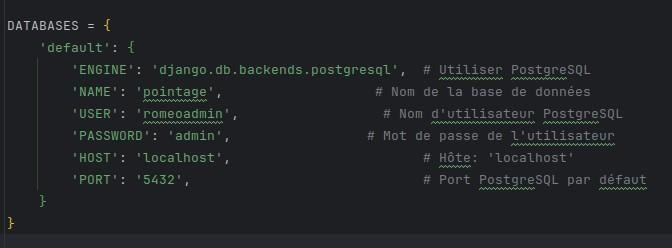 DATABASES = {
    'default': {
        'ENGINE': 'django.db.backends.postgresql',  # Utiliser PostgreSQL
        'NAME': 'pointage',                   # Nom de la base de données
        'USER': 'romeoadmin',                  # Nom d'utilisateur PostgreSQL
        'PASSWORD': 'admin',                 # Mot de passe de l'utilisateur
        'HOST': 'localhost',                        # Hôte: 'localhost'
        'PORT': '5432',                             # Port PostgreSQL par défaut
    }
}